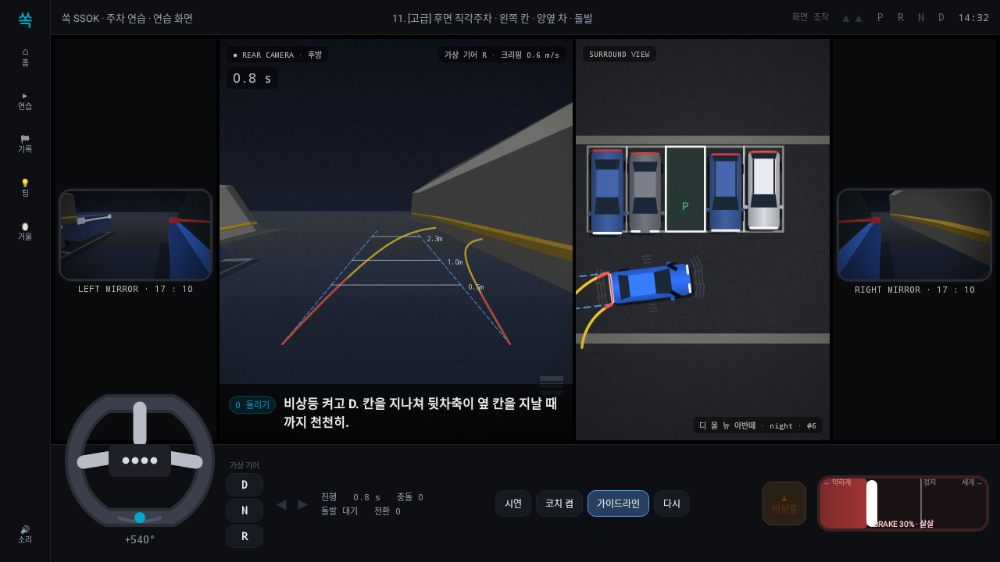 쏙
쏙 SSOK · 주차 연습 · 연습 화면
11. [고급] 후면 직각주차 · 왼쪽 칸 · 양옆 차 · 돌발
화면 조작 ▲▲ P R N D 14:32
홈
연습
기록
팁
거울
소리
● REAR CAMERA · 후방
가상 기어 R · 크리핑 0.6 m/s
0.8 s
2.3m
1.0m
0.5m
SURROUND VIEW
P
LEFT MIRROR · 17 : 10
RIGHT MIRROR · 17 : 10
0 돌리기
비상등 켜고 D. 칸을 지나쳐 뒷차축이 옆 칸을 지날 때
까지 천천히.
디 올 뉴 아반떼 · night · #6
+540°
가상 기어
D
N
R
진행 0.8 s 충돌 0
돌발 대기 전환 0
시연
코치 컵
가이드라인
다시
▲
비상등
← 약하게
정지
세게 →
BRAKE 30% · 살살